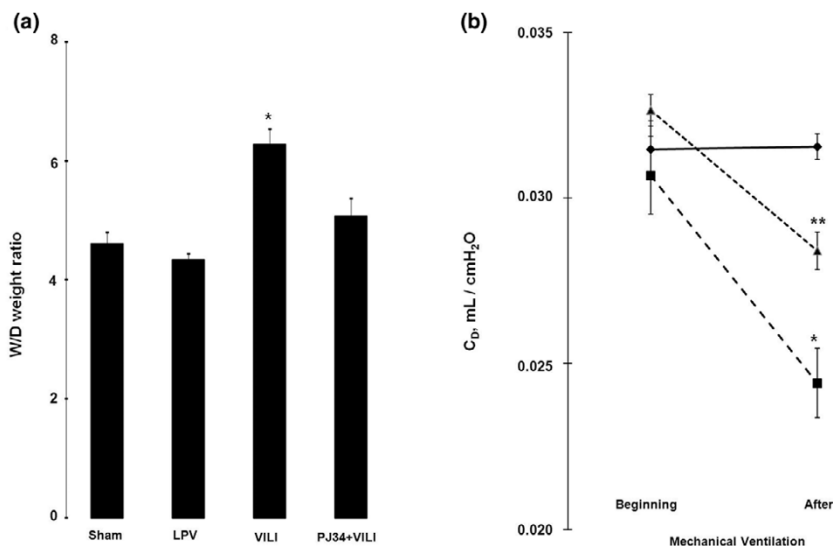 (a)
8
6
4
2
0
W/D weight ratio
*
Sham LPV VILI PJ34+VILI
(b)
0.035
0.030
0.025
0.020
C_D, mL / cmH₂O
**
*
Beginning After
Mechanical Ventilation